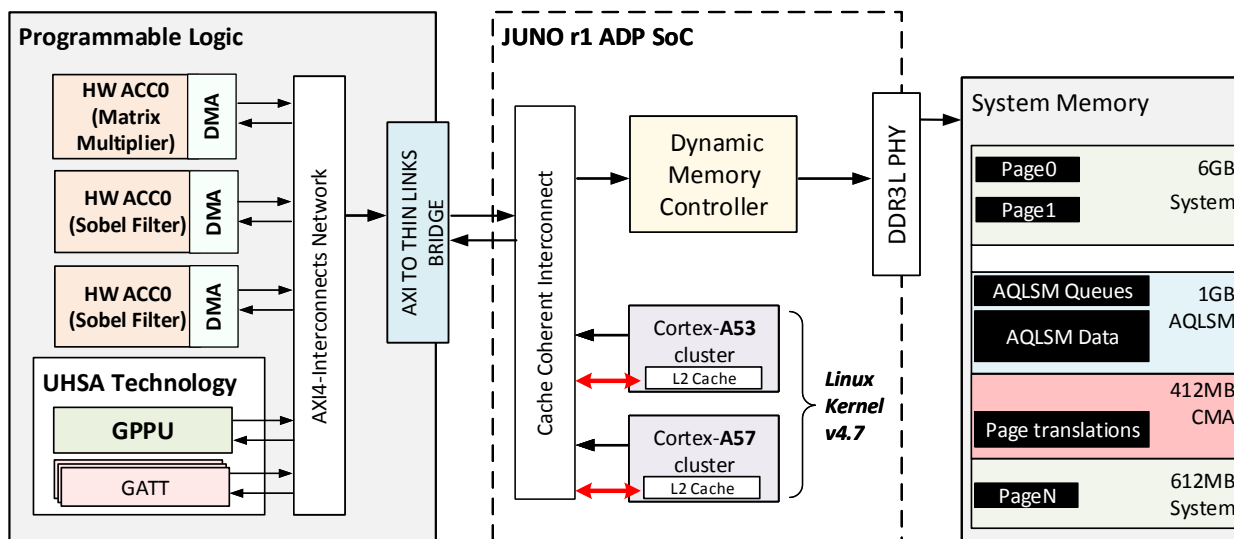 Programmable Logic
HW ACC0
(Matrix
Multiplier)
DMA
HW ACC0
(Sobel Filter)
DMA
HW ACC0
(Sobel Filter)
DMA
UHSA Technology
GPPU
GATT
AXI4-Interconnects Network
AXI TO THIN LINKS
BRIDGE
JUNO r1 ADP SoC
Cache Coherent Interconnect
Dynamic
Memory
Controller
Cortex-A53
cluster
L2 Cache
Cortex-A57
cluster
L2 Cache
Linux
Kernel
v4.7
DDR3L PHY
System Memory
Page0
Page1
6GB
System
AQLSM Queues
AQLSM Data
1GB
AQLSM
Page translations
412MB
CMA
PageN
612MB
System